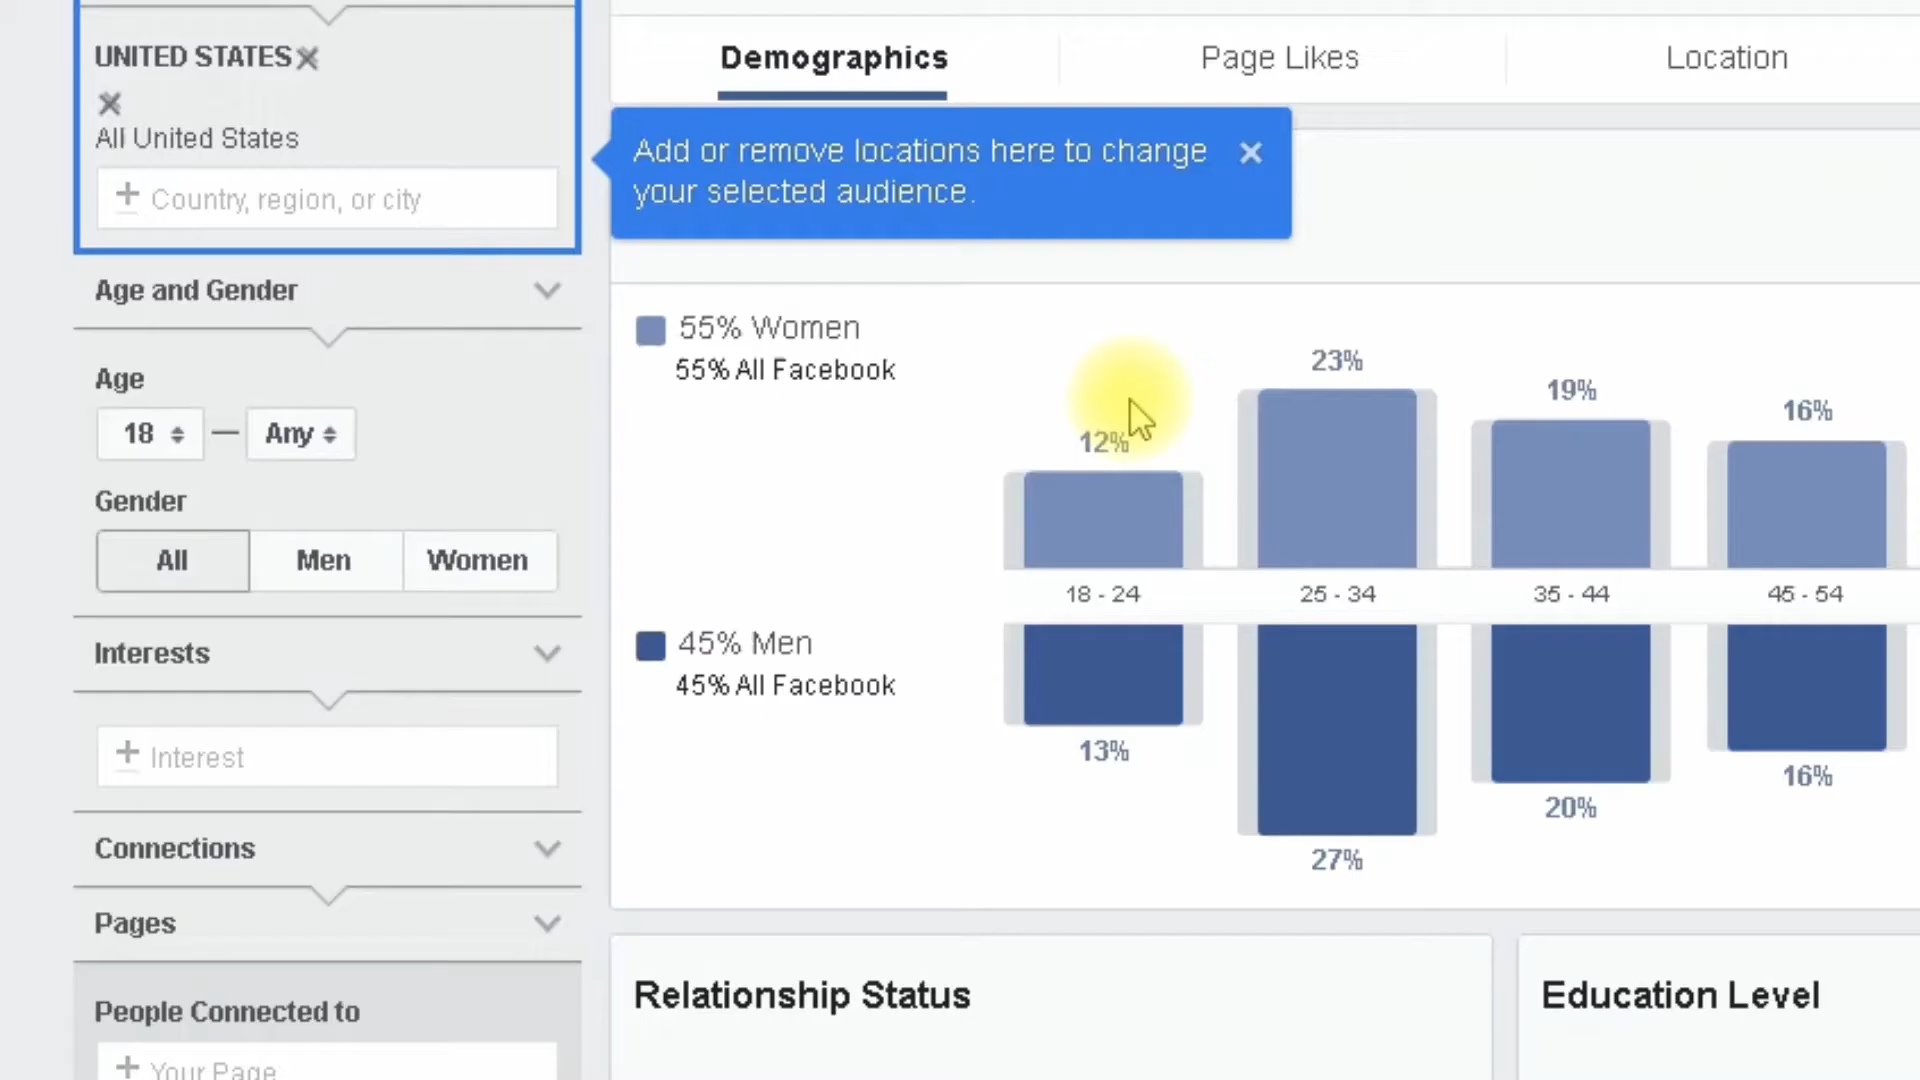 UNITED STATES
All United States
Country, region, or city
Age and Gender
Age
18 — Any
Gender
All Men Women
Interests
+ Interest
Connections
Pages
People Connected to
+ Your Page
Demographics Page Likes Location
Add or remove locations here to change
your selected audience.
55% Women
55% All Facebook
12% 23% 19% 16%
18 - 24 25 - 34 35 - 44 45 - 54
45% Men
45% All Facebook
13% 27% 20% 16%
Relationship Status
Education Level